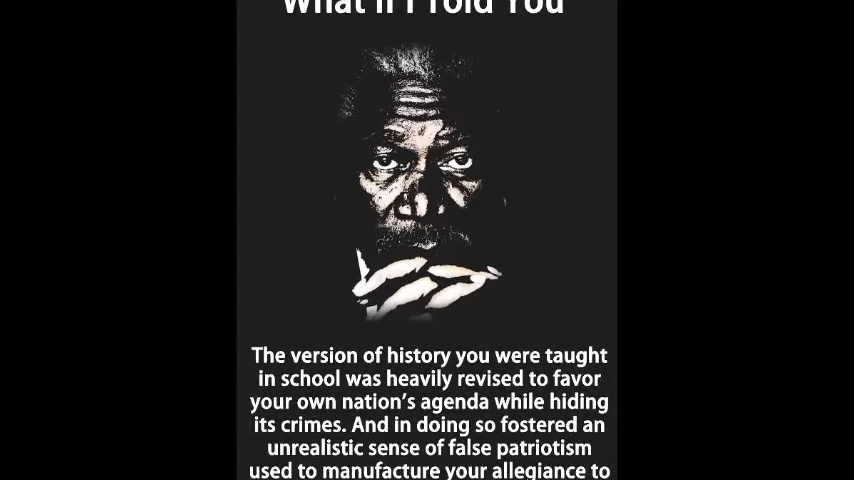 What if I Told You
The version of history you were taught
in school was heavily revised to favor
your own nation's agenda while hiding
its crimes. And in doing so fostered an
unrealistic sense of false patriotism
used to manufacture your allegiance to